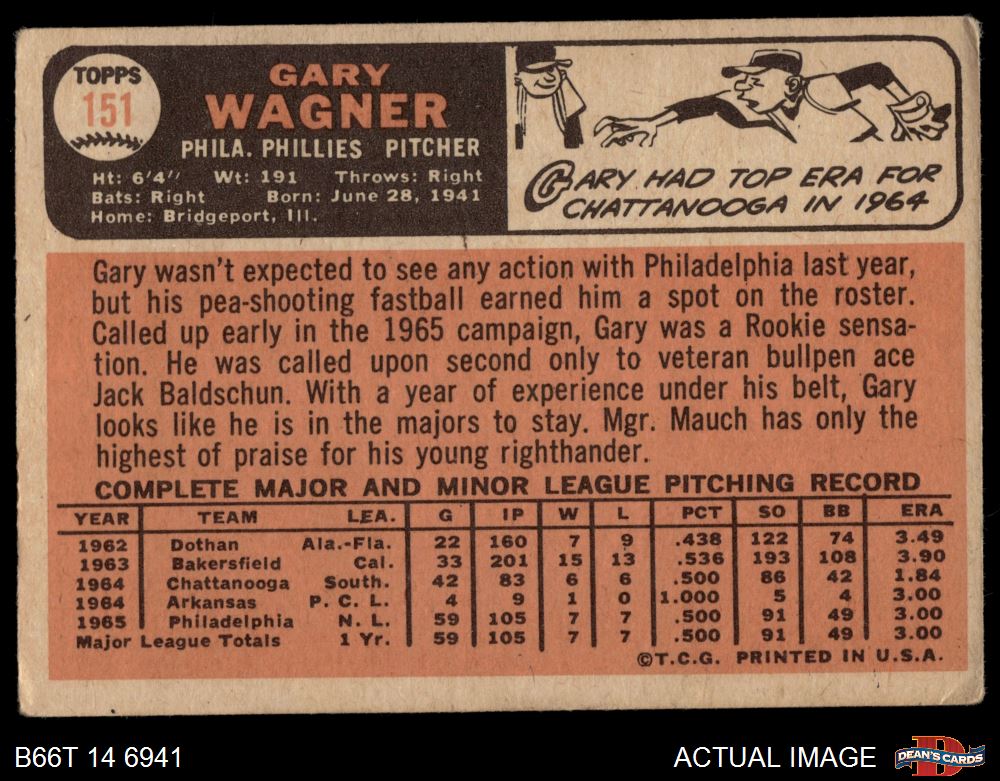 TOPPS
151
GARY
WAGNER
PHILA. PHILLIES PITCHER
Ht: 6'4" Wt: 191 Throws: Right
Bats: Right Born: June 28, 1941
Home: Bridgeport, Ill.
GARY HAD TOP ERA FOR
CHATTANOOGA IN 1964
Gary wasn't expected to see any action with Philadelphia last year,
but his pea-shooting fastball earned him a spot on the roster.
Called up early in the 1965 campaign, Gary was a Rookie sensa-
tion. He was called upon second only to veteran bullpen ace
Jack Baldschun. With a year of experience under his belt, Gary
looks like he is in the majors to stay. Mgr. Mauch has only the
highest of praise for his young righthander.
COMPLETE MAJOR AND MINOR LEAGUE PITCHING RECORD
YEAR TEAM LEA. G IP W L PCT SO BB ERA
1962 Dothan Ala.-Fla. 22 160 7 9 .438 122 74 3.49
1963 Bakersfield Cal. 33 201 15 13 .536 193 108 3.90
1964 Chattanooga South. 42 83 6 6 .500 86 42 1.84
1964 Arkansas P. C. L. 4 9 1 0 1.000 5 4 3.00
1965 Philadelphia N. L. 59 105 7 7 .500 91 49 3.00
Major League Totals 1 Yr. 59 105 7 7 .500 91 49 3.00
©T.C.G. PRINTED IN U.S.A.
B66T 14 6941
ACTUAL IMAGE
D
DEAN'S CARDS